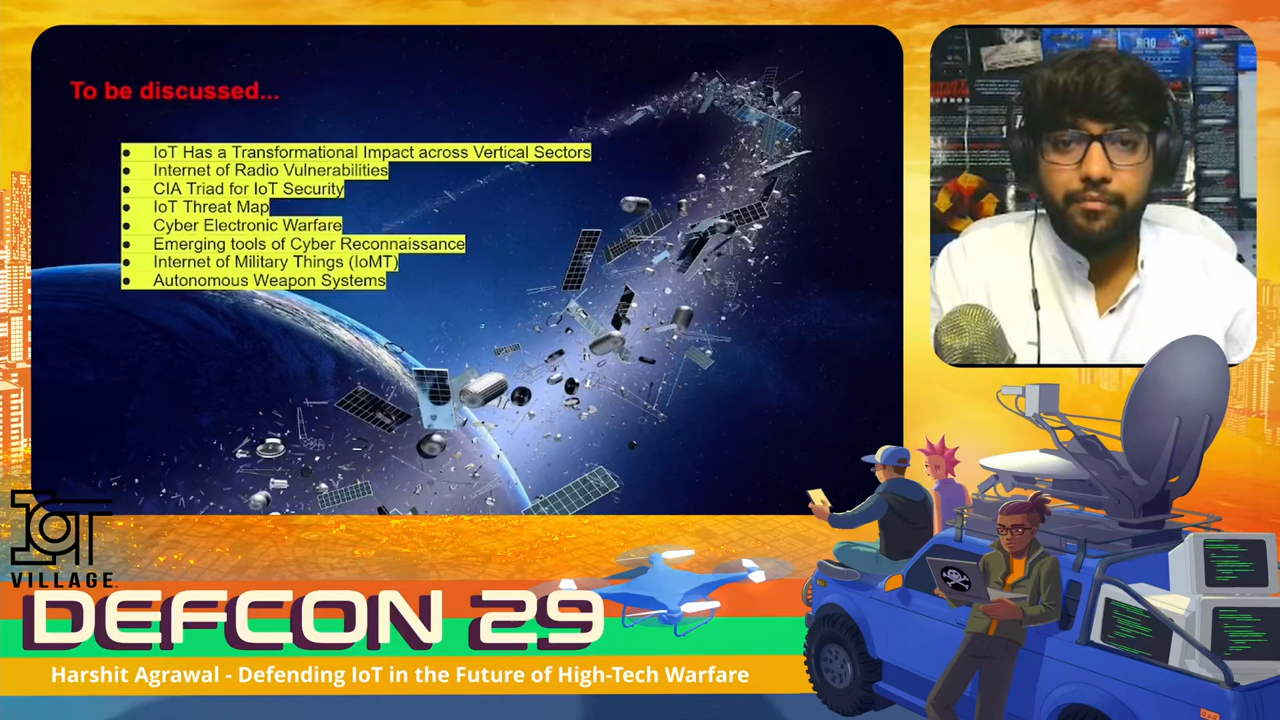 To be discussed...
● IoT Has a Transformational Impact across Vertical Sectors
● Internet of Radio Vulnerabilities
● CIA Triad for IoT Security
● IoT Threat Map
● Cyber Electronic Warfare
● Emerging tools of Cyber Reconnaissance
● Internet of Military Things (IoMT)
● Autonomous Weapon Systems
IOT
VILLAGE
DEFCON 29
Harshit Agrawal - Defending IoT in the Future of High-Tech Warfare